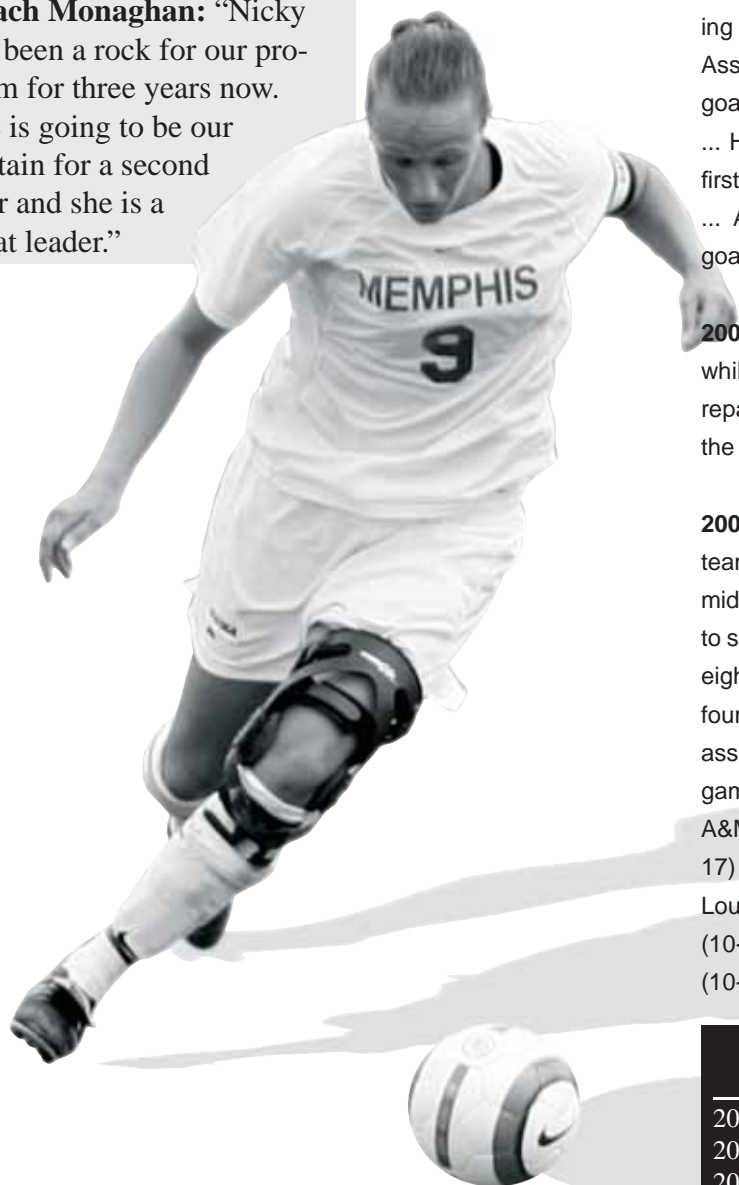 ach Monaghan: “Nicky
been a rock for our pro-
m for three years now.
is going to be our
tain for a second
r and she is a
at leader.”
MEMPHIS
9
ing
Ass
goa
... H
first
... A
goa
200
whil
repa
the
200
tear
mid
to s
eigh
four
ass
gam
A&M
17)
Lou
(10-
(10-
20
20
20